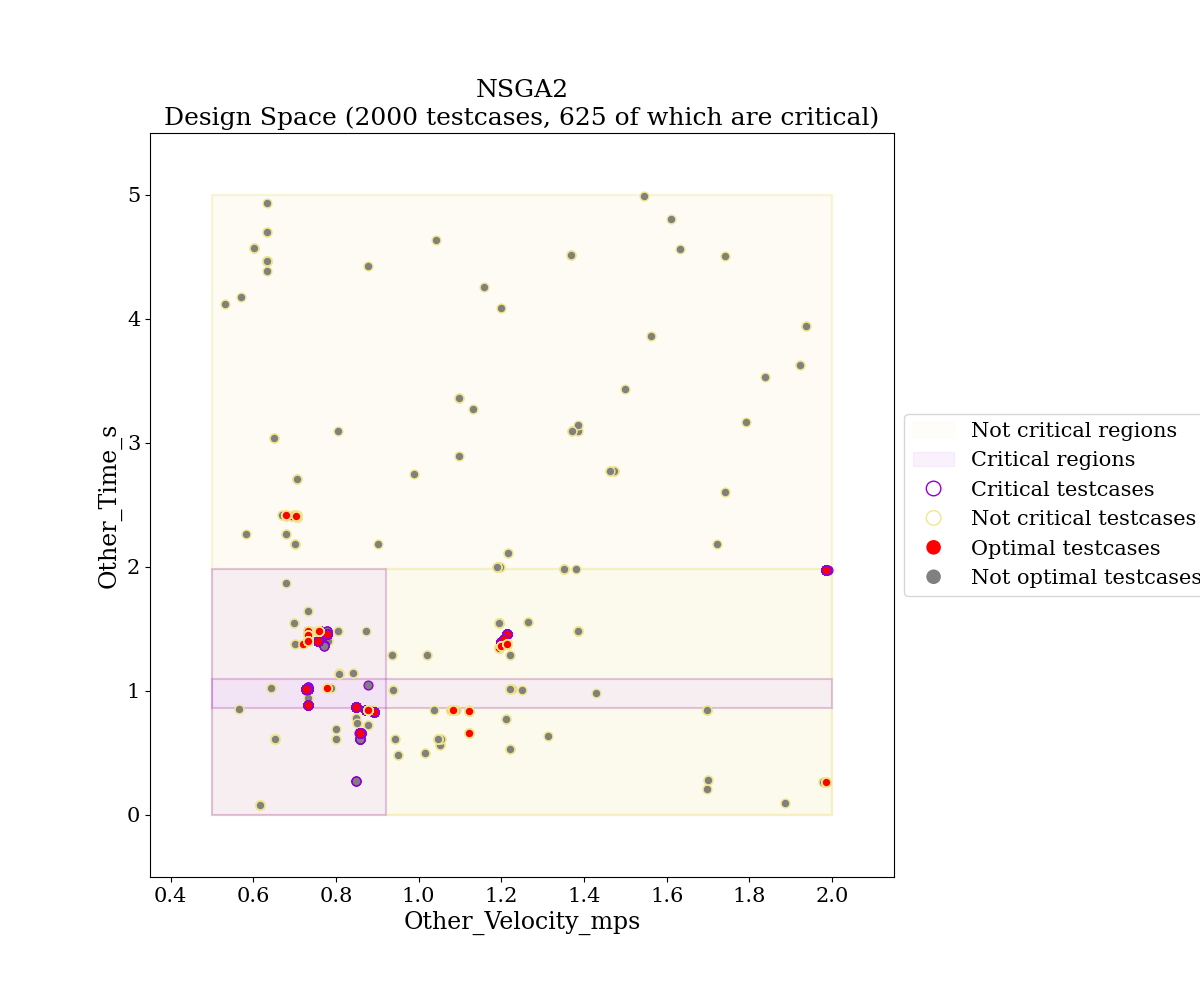 NSGA2
Design Space (2000 testcases, 625 of which are critical)
5
4
3
2
1
0
Other_Time_s
0.4 0.6 0.8 1.0 1.2 1.4 1.6 1.8 2.0
Other_Velocity_mps
Not critical regions
Critical regions
Critical testcases
Not critical testcases
Optimal testcases
Not optimal testcases